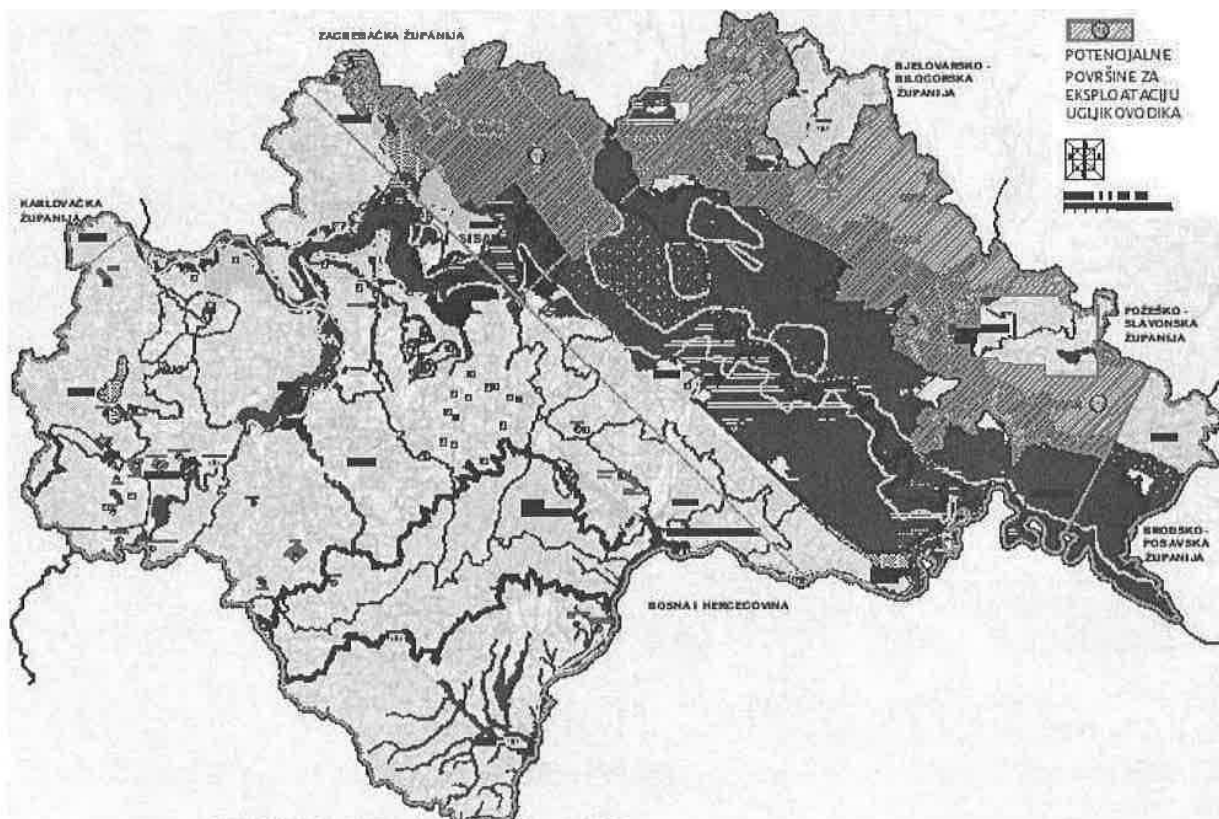 ZAGREBAČKA ŽUPANIJA
BJELOVARSKO -
BILOGORSKA
ŽUPANIJA
POTENCIJALNE
POVRŠINE ZA
EKSPLOATACIJU
UGLJIKOVODIKA
KARLOVAČKA
ŽUPANIJA
SISAK
POŽEŠKO -
SLAVONSKA
ŽUPANIJA
BRODSKO-
POSAVSKA
ŽUPANIJA
BOSNA I HERCEGOVINA